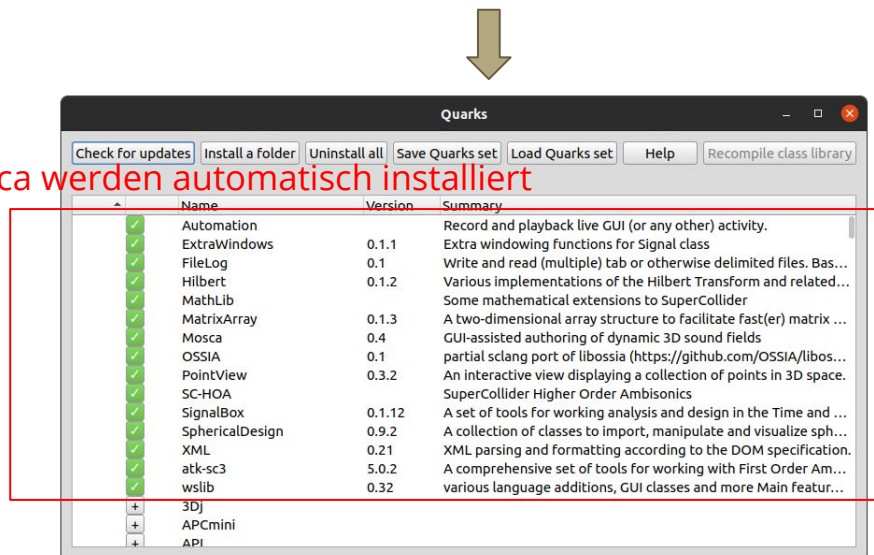 Quarks
Check for updates Install a folder Uninstall all Save Quarks set Load Quarks set Help Recompile class library
ca werden automatisch installiert
Name Version Summary
Automation Record and playback live GUI (or any other) activity.
ExtraWindows 0.1.1 Extra windowing functions for Signal class
FileLog 0.1 Write and read (multiple) tab or otherwise delimited files. Bas...
Hilbert 0.1.2 Various implementations of the Hilbert Transform and related...
MathLib Some mathematical extensions to SuperCollider
MatrixArray 0.1.3 A two-dimensional array structure to facilitate fast(er) matrix ...
Mosca 0.4 GUI-assisted authoring of dynamic 3D sound fields
OSSIA 0.1 partial sclang port of libossia (https://github.com/OSSIA/libos...
PointView 0.3.2 An interactive view displaying a collection of points in 3D space.
SC-HOA SuperCollider Higher Order Ambisonics
SignalBox 0.1.12 A set of tools for working analysis and design in the Time and ...
SphericalDesign 0.9.2 A collection of classes to import, manipulate and visualize sph...
XML 0.21 XML parsing and formatting according to the DOM specification.
atk-sc3 5.0.2 A comprehensive set of tools for working with First Order Am...
wslib 0.32 various language additions, GUI classes and more Main featur...
+ 3Dj
+ APCmini
+ API